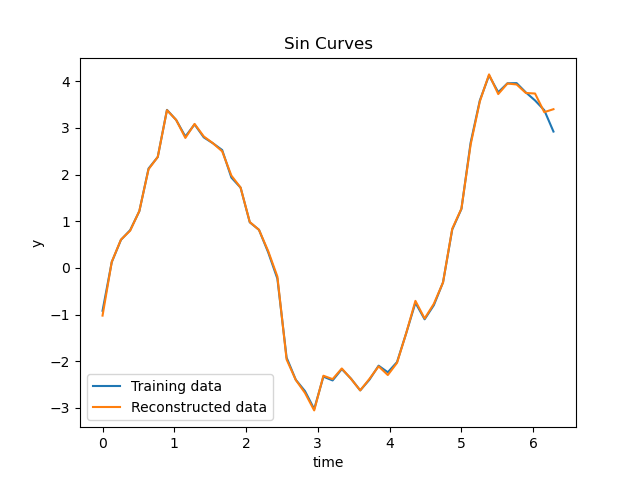 Sin Curves
y
4
3
2
1
0
−1
−2
−3
Training data
Reconstructed data
0 1 2 3 4 5 6
time